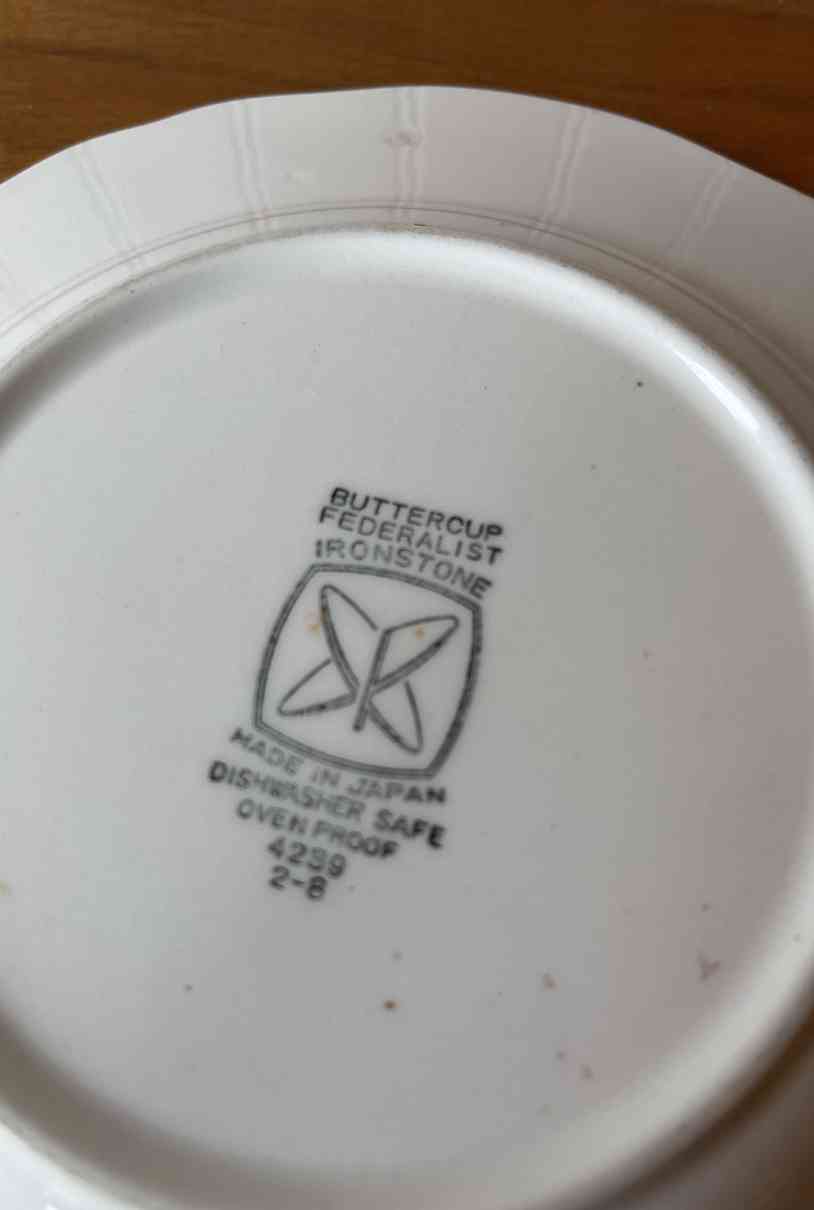 BUTTERCUP
FEDERALIST
IRONSTONE
MADE IN JAPAN
DISHWASHER SAFE
OVEN PROOF
4239
2-8